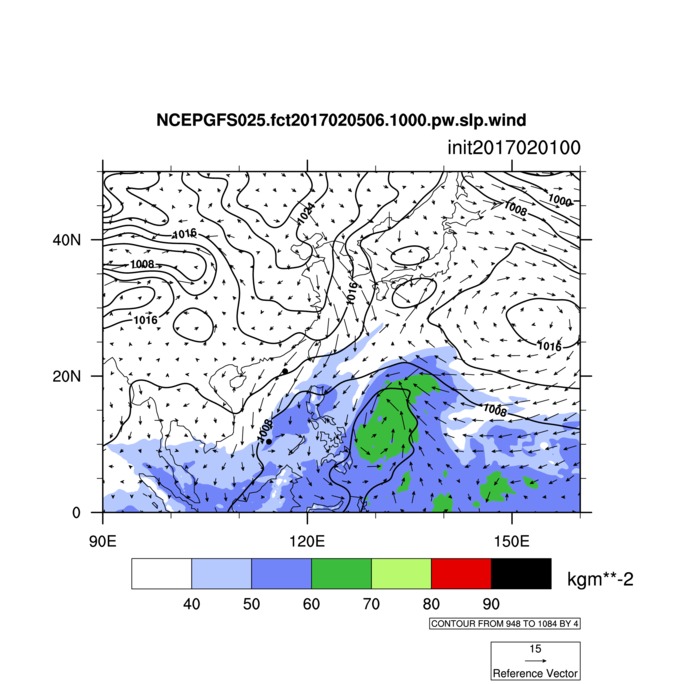 NCEPGFS025.fct2017020506.1000.pw.slp.wind
init2017020100
1000
1008
1024
40N
1016
1008
1016
1016
1016
20N
1008
1008
0
90E 120E 150E
kgm**-2
40 50 60 70 80 90
CONTOUR FROM 948 TO 1084 BY 4
15
Reference Vector